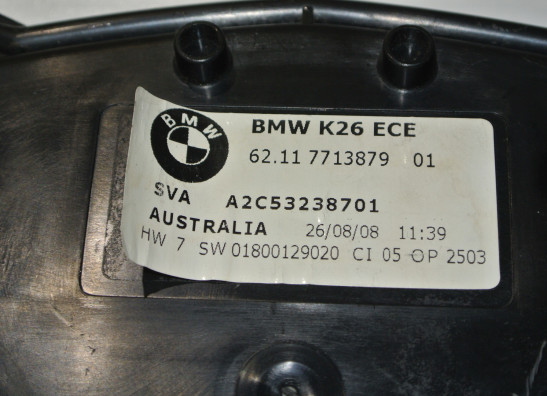 BMW
BMW K26 ECE
62.11 7713879 01
SVA A2C53238701
AUSTRALIA 26/08/08 11:39
HW 7 SW 01800129020 CI 05 OP 2503